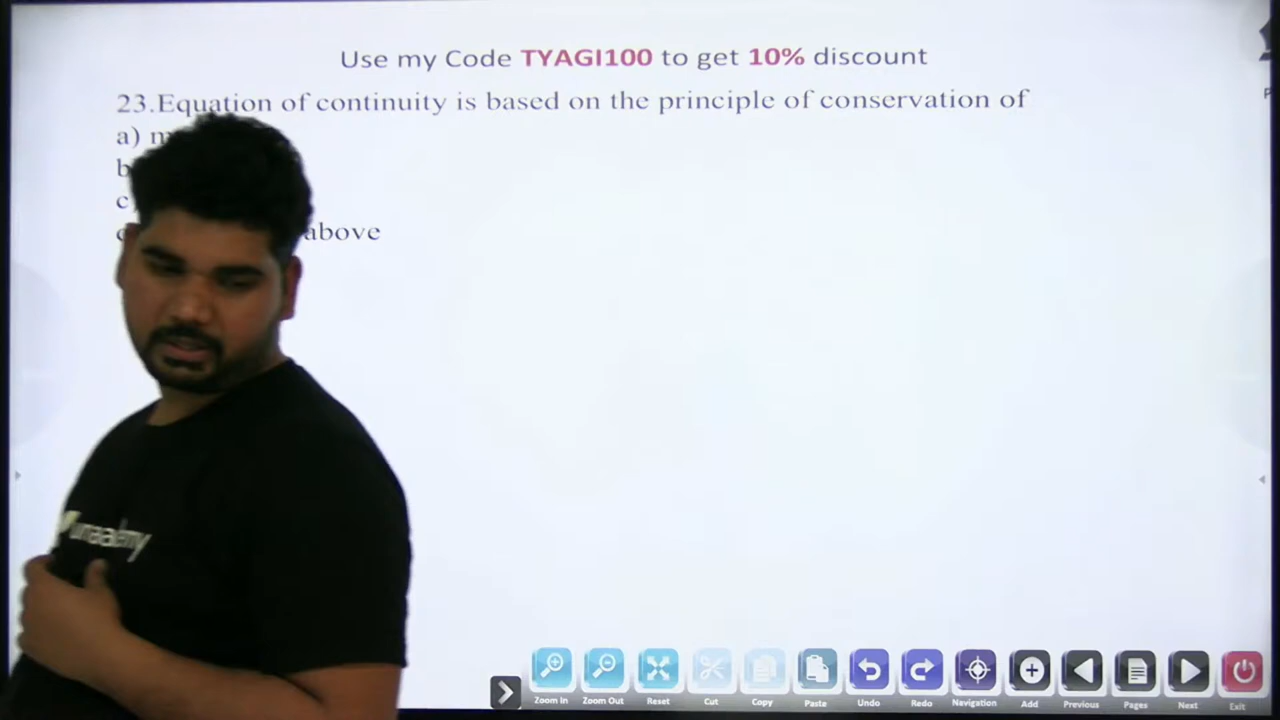 Use my Code TYAGI100 to get 10% discount
23.Equation of continuity is based on the principle of conservation of
a)
above
unacademy
Zoom In
Zoom Out
Reset
Cut
Copy
Paste
Undo
Redo
Navigation
Add
Previous
Pages
Next
Exit